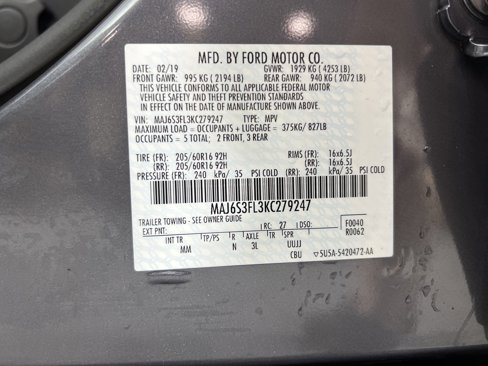 MFD. BY FORD MOTOR CO.
DATE: 02/19 GVWR: 1929 KG ( 4253 LB)
FRONT GAWR: 995 KG ( 2194 LB) REAR GAWR: 940 KG ( 2072 LB)
THIS VEHICLE CONFORMS TO ALL APPLICABLE FEDERAL MOTOR
VEHICLE SAFETY AND BUMPER STANDARDS
IN EFFECT ON THE DATE OF MANUFACTURE SHOWN ABOVE.
VIN: MAJ6S3FL3KC279247 TYPE: MPV
MAXIMUM LOAD = OCCUPANTS + LUGGAGE = 375KG/ 827LB
OCCUPANTS = 5 TOTAL; 2 FRONT, 3 REAR
TIRE (FR): 205/60R16 92H RIMS (FR): 16x6.5J
(RR): 205/60R16 92H (RR): 16x6.5J
PRESSURE (FR): 240 kPa/ 35 PSI COLD (RR): 240 kPa/ 35 PSI COLD
MAJ6S3FL3KC279247
TRAILER TOWING - SEE OWNER GUIDE
EXT PNT: RC: 27 DSO: F0040
R0062
INT TR TP/PS R AXLE TR SPR
MM N 3L UUJJ
CBU 5U5A-5420472-AA